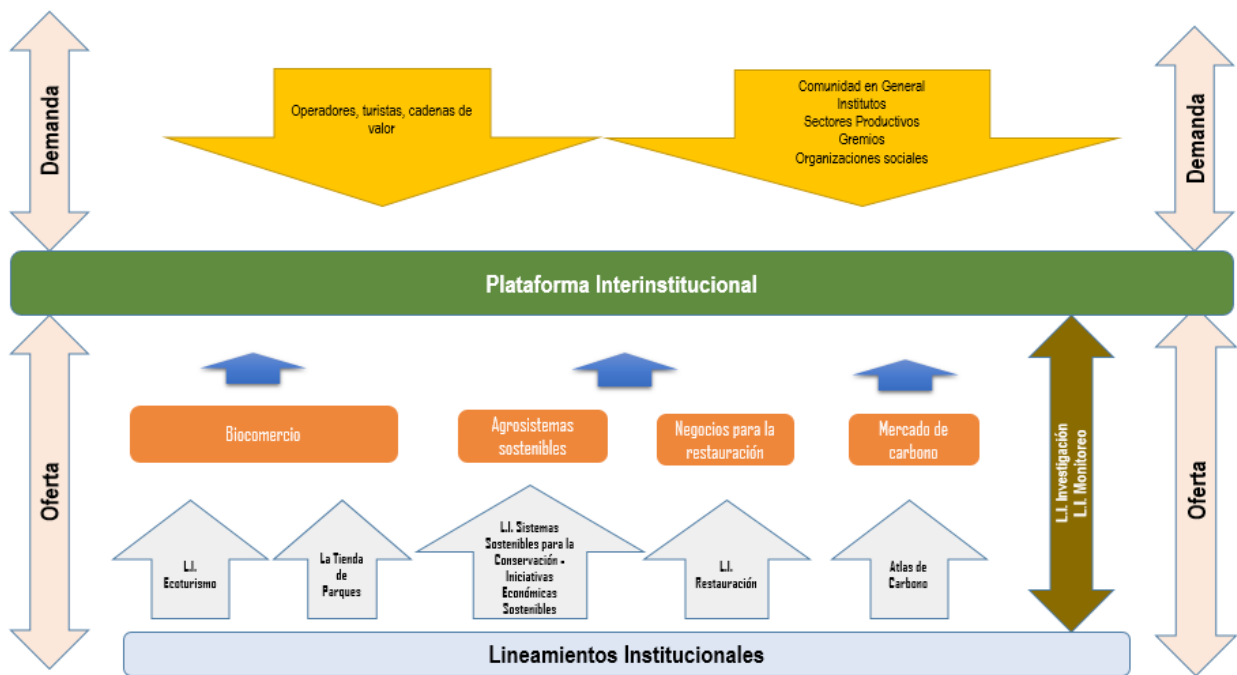 Demanda
Operadores, turistas, cadenas de
valor
Comunidad en General
Institutos
Sectores Productivos
Gremios
Organizaciones sociales
Demanda
Plataforma Interinstitucional
Oferta
Biocomercio
Agrosistemas
sostenibles
Negocios para la
restauración
Mercado de
carbono
L.I. Investigación
L.I. Monitoreo
Oferta
L.I.
Ecoturismo
La Tienda
de
Parques
L.I. Sistemas
Sostenibles para la
Conservación -
Iniciativas
Económicas
Sostenibles
L.I.
Restauración
Atlas de
Carbono
Lineamientos Institucionales